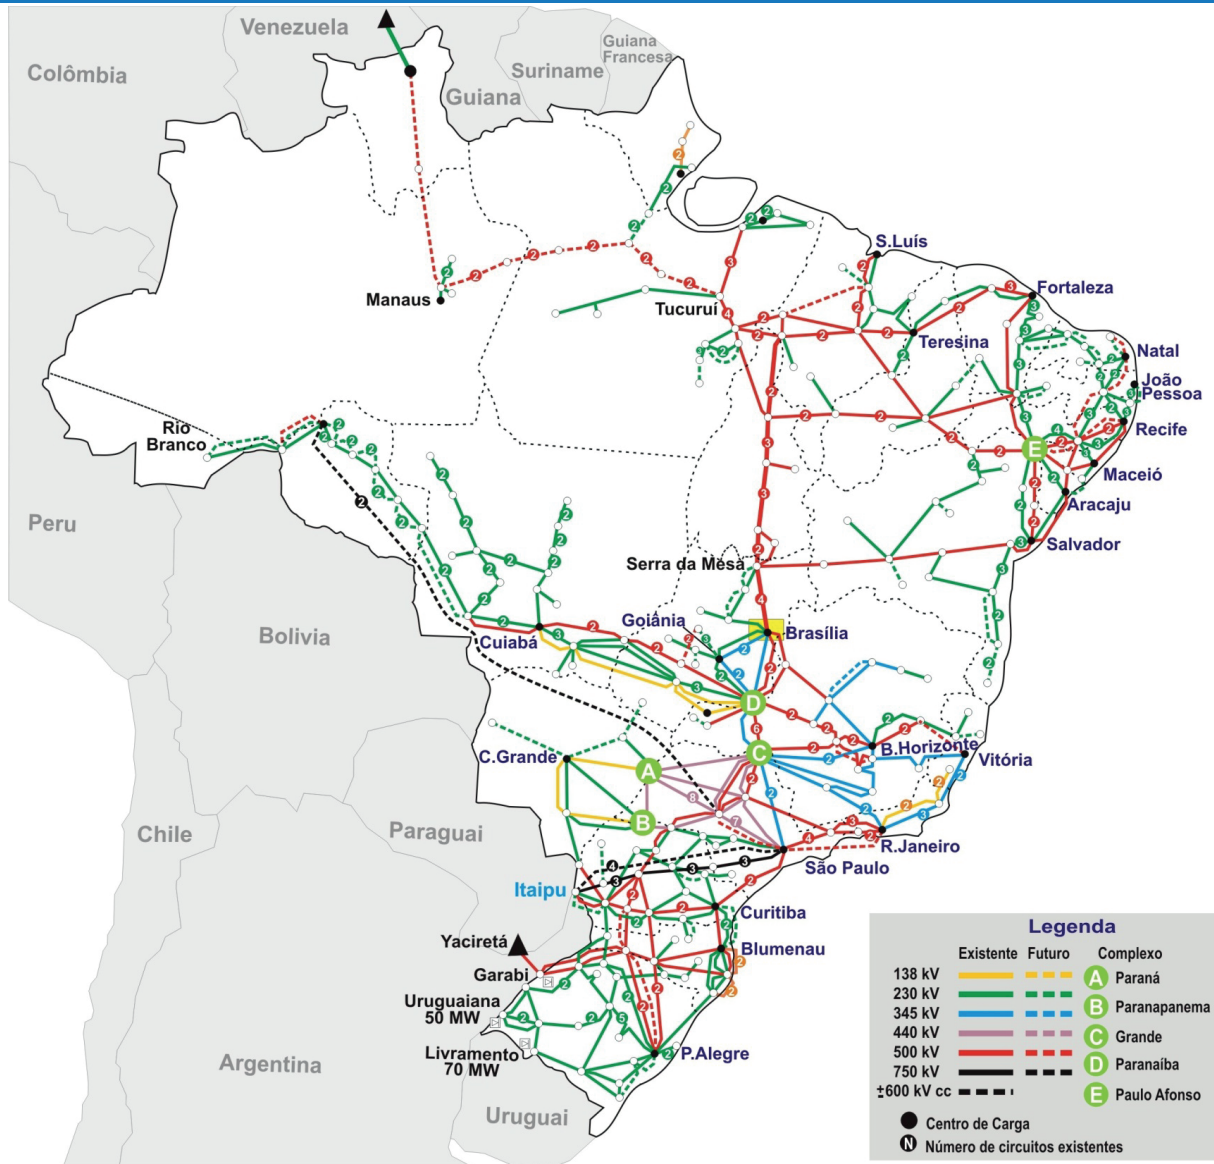 Venezuela
Colômbia
Guiana
Suriname
Guiana
Francesa
Manaus
Tucuruí
S.Luís
Fortaleza
Teresina
Natal
João
Pessoa
Recife
Maceió
Aracaju
Salvador
Rio
Branco
Peru
Serra da Mesa
Goiânia
Brasília
Cuiabá
Bolivia
C.Grande
B.Horizonte
Vitória
R.Janeiro
São Paulo
Chile
Paraguai
Itaipu
Curitiba
Blumenau
Yaciretá
Garabi
Uruguaiana
50 MW
Livramento
70 MW
P.Alegre
Argentina
Uruguai
A
B
C
D
E
Legenda
Existente Futuro Complexo
138 kV A Paraná
230 kV B Paranapanema
345 kV C Grande
440 kV
500 kV D Paranaíba
750 kV
±600 kV cc E Paulo Afonso
Centro de Carga
N Número de circuitos existentes